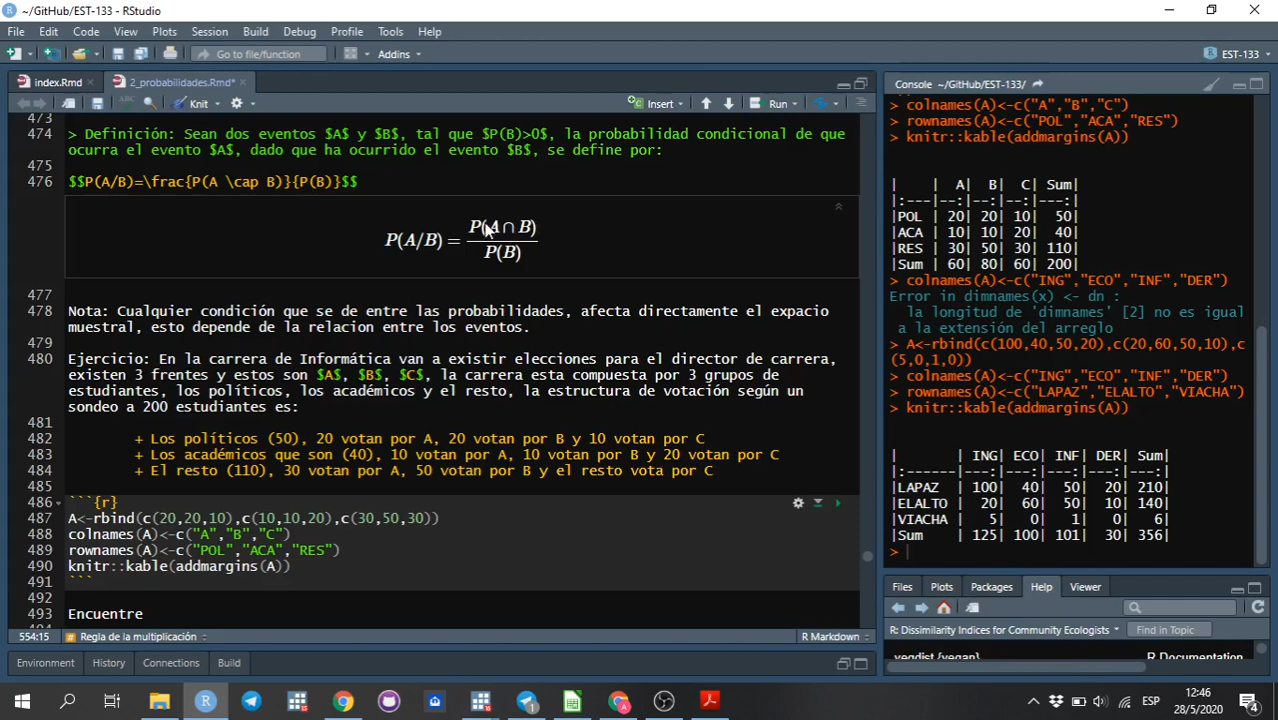 ~/GitHub/EST-133 - RStudio
File Edit Code View Plots Session Build Debug Profile Tools Help
Go to file/function Addins EST-133
index.Rmd 2_probabilidades.Rmd*
Knit Insert Run
473
474 > Definición: Sean dos eventos $A$ y $B$, tal que $P(B)>0$, la probabilidad condicional de que
ocurra el evento $A$, dado que ha ocurrido el evento $B$, se define por:
475
476 $$P(A/B)=\frac{P(A \cap B)}{P(B)}$$
P(A/B) = P(A ∩ B)
P(B)
477
478 Nota: Cualquier condición que se de entre las probabilidades, afecta directamente el espacio
muestral, esto depende de la relacion entre los eventos.
479
480 Ejercicio: En la carrera de Informática van a existir elecciones para el director de carrera,
existen 3 frentes y estos son $A$, $B$, $C$, la carrera esta compuesta por 3 grupos de
estudiantes, los políticos, los académicos y el resto, la estructura de votación según un
sondeo a 200 estudiantes es:
481
482 + Los políticos (50), 20 votan por A, 20 votan por B y 10 votan por C
483 + Los académicos que son (40), 10 votan por A, 10 votan por B y 20 votan por C
484 + El resto (110), 30 votan por A, 50 votan por B y el resto vota por C
485
486 ```{r}
487 A<-rbind(c(20,20,10),c(10,10,20),c(30,50,30))
488 colnames(A)<-c("A","B","C")
489 rownames(A)<-c("POL","ACA","RES")
490 knitr::kable(addmargins(A))
491 ```
492
493 Encuentre
554:15 Regla de la multiplicación R Markdown
Environment History Connections Build
Console ~/GitHub/EST-133/
> colnames(A)<-c("A","B","C")
> rownames(A)<-c("POL","ACA","RES")
> knitr::kable(addmargins(A))
| | A| B| C| Sum|
|:---|--:|--:|--:|---:|
|POL | 20| 20| 10| 50|
|ACA | 10| 10| 20| 40|
|RES | 30| 50| 30| 110|
|Sum | 60| 80| 60| 200|
> colnames(A)<-c("ING","ECO","INF","DER")
Error in dimnames(x) <- dn :
la longitud de 'dimnames' [2] no es igual
a la extensión del arreglo
> A<-rbind(c(100,40,50,20),c(20,60,50,10),c
(5,0,1,0))
> colnames(A)<-c("ING","ECO","INF","DER")
> rownames(A)<-c("LAPAZ","ELALTO","VIACHA")
> knitr::kable(addmargins(A))
| | ING| ECO| INF| DER| Sum|
|:------|---:|---:|---:|---:|---:|
|LAPAZ | 100| 40| 50| 20| 210|
|ELALTO | 20| 60| 50| 10| 140|
|VIACHA | 5| 0| 1| 0| 6|
|Sum | 125| 100| 101| 30| 356|
>
Files Plots Packages Help Viewer
R: Dissimilarity Indices for Community Ecologists Find in Topic
vegdist {vegan} R Documentation
ESP 12:46
28/5/2020 4